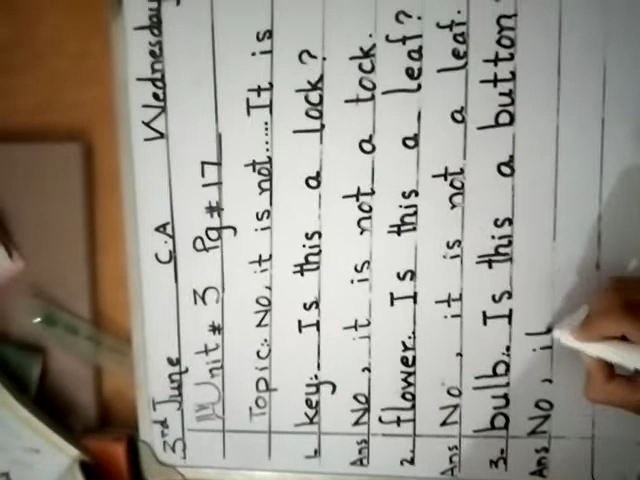 3rd June C.A Wednesday
Unit # 3 Pg # 17
Topic:- No, it is not..... It is
1. key:. Is this a lock?
Ans No, it is not a tock.
2. flower:. Is this a leaf?
Ans No, it is not a leaf.
3. bulb:. Is this a button
Ans No, it